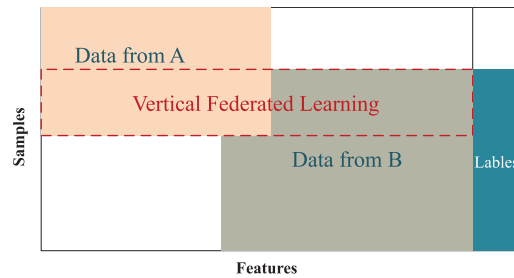 Data from A
Vertical Federated Learning
Samples
Data from B
Lables
Features